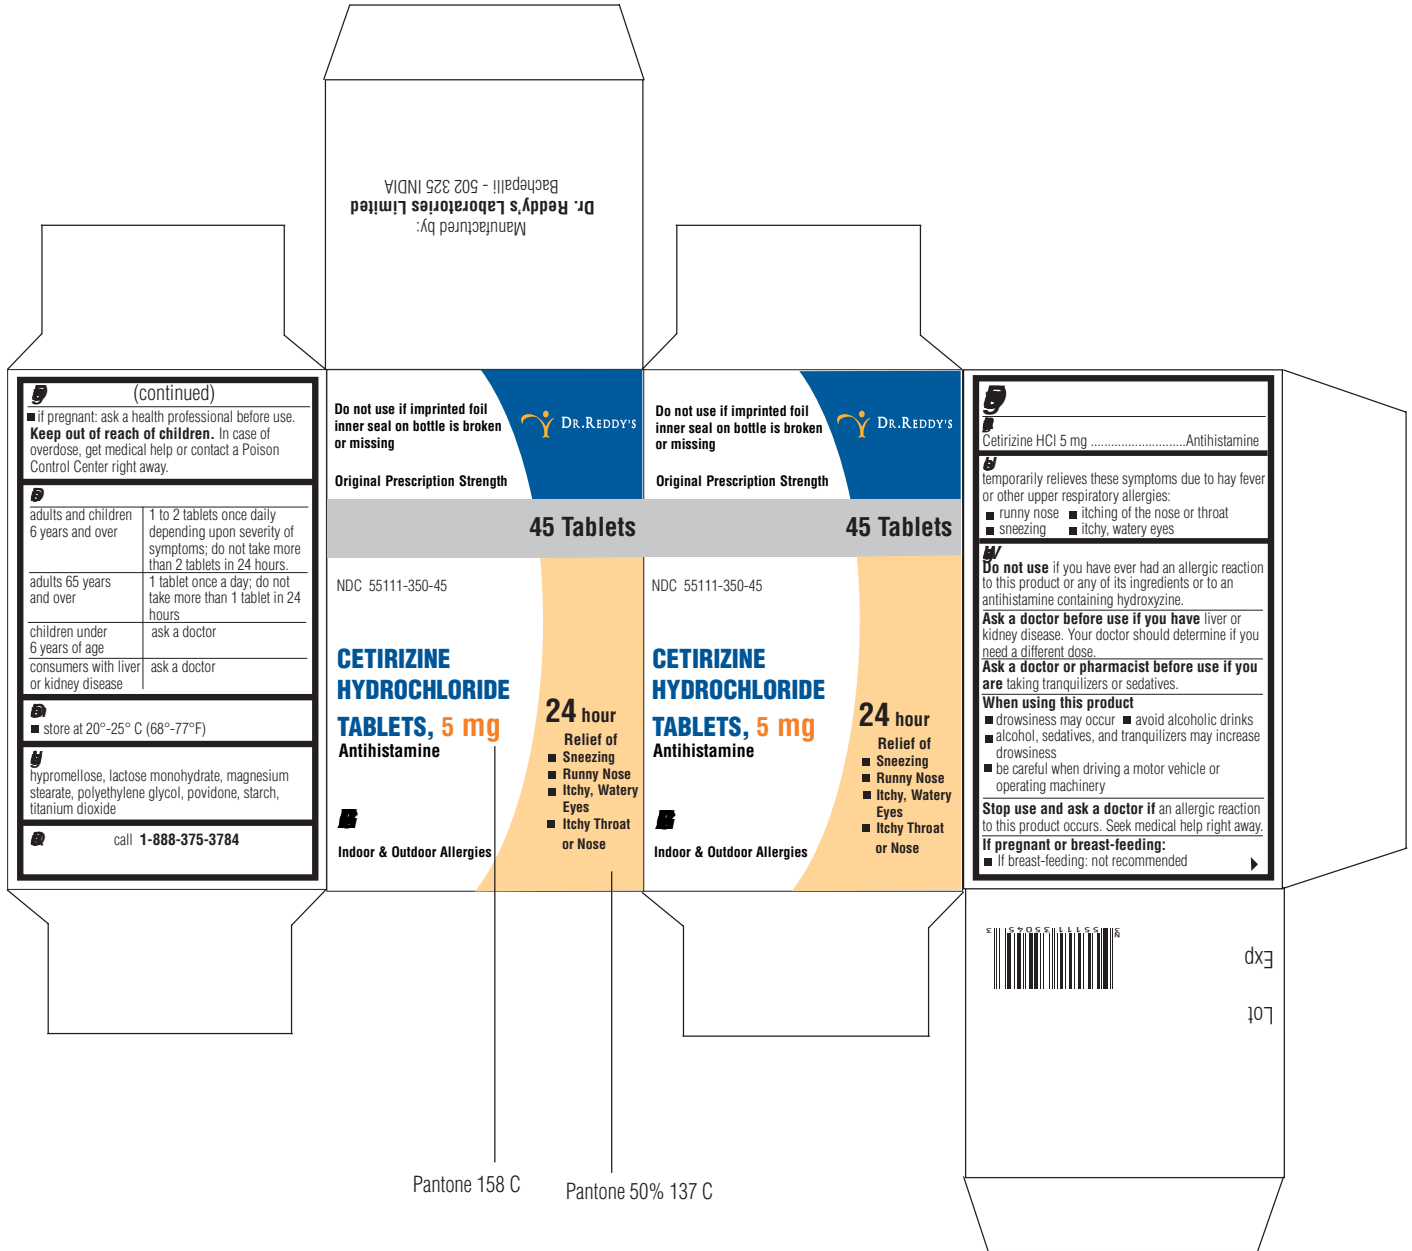 Manufactured by:
Dr. Reddy's Laboratories Limited
Bachepalli - 502 325 INDIA
(continued)
■ if pregnant: ask a health professional before use.
Keep out of reach of children. In case of
overdose, get medical help or contact a Poison
Control Center right away.
adults and children
6 years and over
1 to 2 tablets once daily
depending upon severity of
symptoms; do not take more
than 2 tablets in 24 hours.
adults 65 years
and over
1 tablet once a day; do not
take more than 1 tablet in 24
hours
children under
6 years of age
ask a doctor
consumers with liver
or kidney disease
ask a doctor
■ store at 20°-25° C (68°-77°F)
hypromellose, lactose monohydrate, magnesium
stearate, polyethylene glycol, povidone, starch,
titanium dioxide
call 1-888-375-3784
Do not use if imprinted foil
inner seal on bottle is broken
or missing
Original Prescription Strength
DR.REDDY'S
45 Tablets
NDC 55111-350-45
CETIRIZINE
HYDROCHLORIDE
TABLETS, 5 mg
Antihistamine
Indoor & Outdoor Allergies
24 hour
Relief of
■ Sneezing
■ Runny Nose
■ Itchy, Watery
Eyes
■ Itchy Throat
or Nose
Do not use if imprinted foil
inner seal on bottle is broken
or missing
Original Prescription Strength
DR.REDDY'S
45 Tablets
NDC 55111-350-45
CETIRIZINE
HYDROCHLORIDE
TABLETS, 5 mg
Antihistamine
Indoor & Outdoor Allergies
24 hour
Relief of
■ Sneezing
■ Runny Nose
■ Itchy, Watery
Eyes
■ Itchy Throat
or Nose
Cetirizine HCl 5 mg ............................Antihistamine
temporarily relieves these symptoms due to hay fever
or other upper respiratory allergies:
■ runny nose ■ itching of the nose or throat
■ sneezing ■ itchy, watery eyes
Do not use if you have ever had an allergic reaction
to this product or any of its ingredients or to an
antihistamine containing hydroxyzine.
Ask a doctor before use if you have liver or
kidney disease. Your doctor should determine if you
need a different dose.
Ask a doctor or pharmacist before use if you
are taking tranquilizers or sedatives.
When using this product
■ drowsiness may occur ■ avoid alcoholic drinks
■ alcohol, sedatives, and tranquilizers may increase
drowsiness
■ be careful when driving a motor vehicle or
operating machinery
Stop use and ask a doctor if an allergic reaction
to this product occurs. Seek medical help right away.
If pregnant or breast-feeding:
■ If breast-feeding: not recommended
N3 55111 35045 3
Exp
Lot
Pantone 158 C
Pantone 50% 137 C